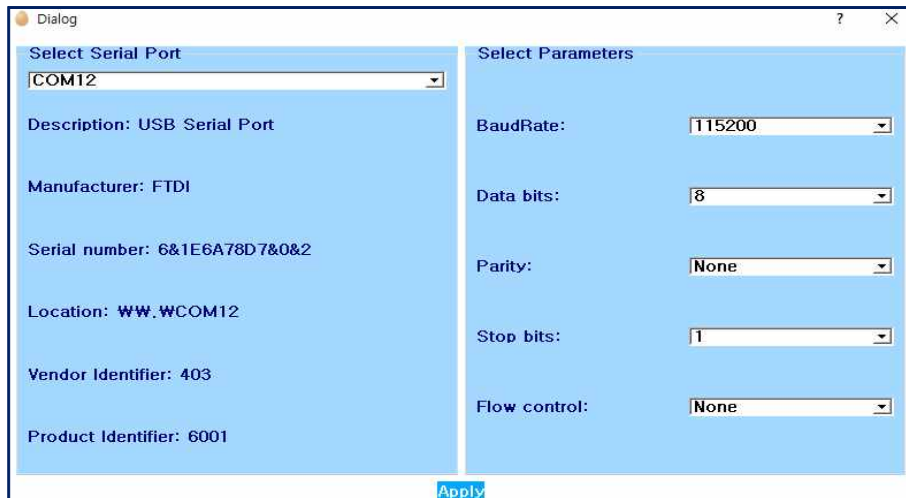 Dialog ? ×
Select Serial Port
COM12
Description: USB Serial Port
Manufacturer: FTDI
Serial number: 6&1E6A78D7&0&2
Location: ₩₩.₩COM12
Vendor Identifier: 403
Product Identifier: 6001
Select Parameters
BaudRate: 115200
Data bits: 8
Parity: None
Stop bits: 1
Flow control: None
Apply